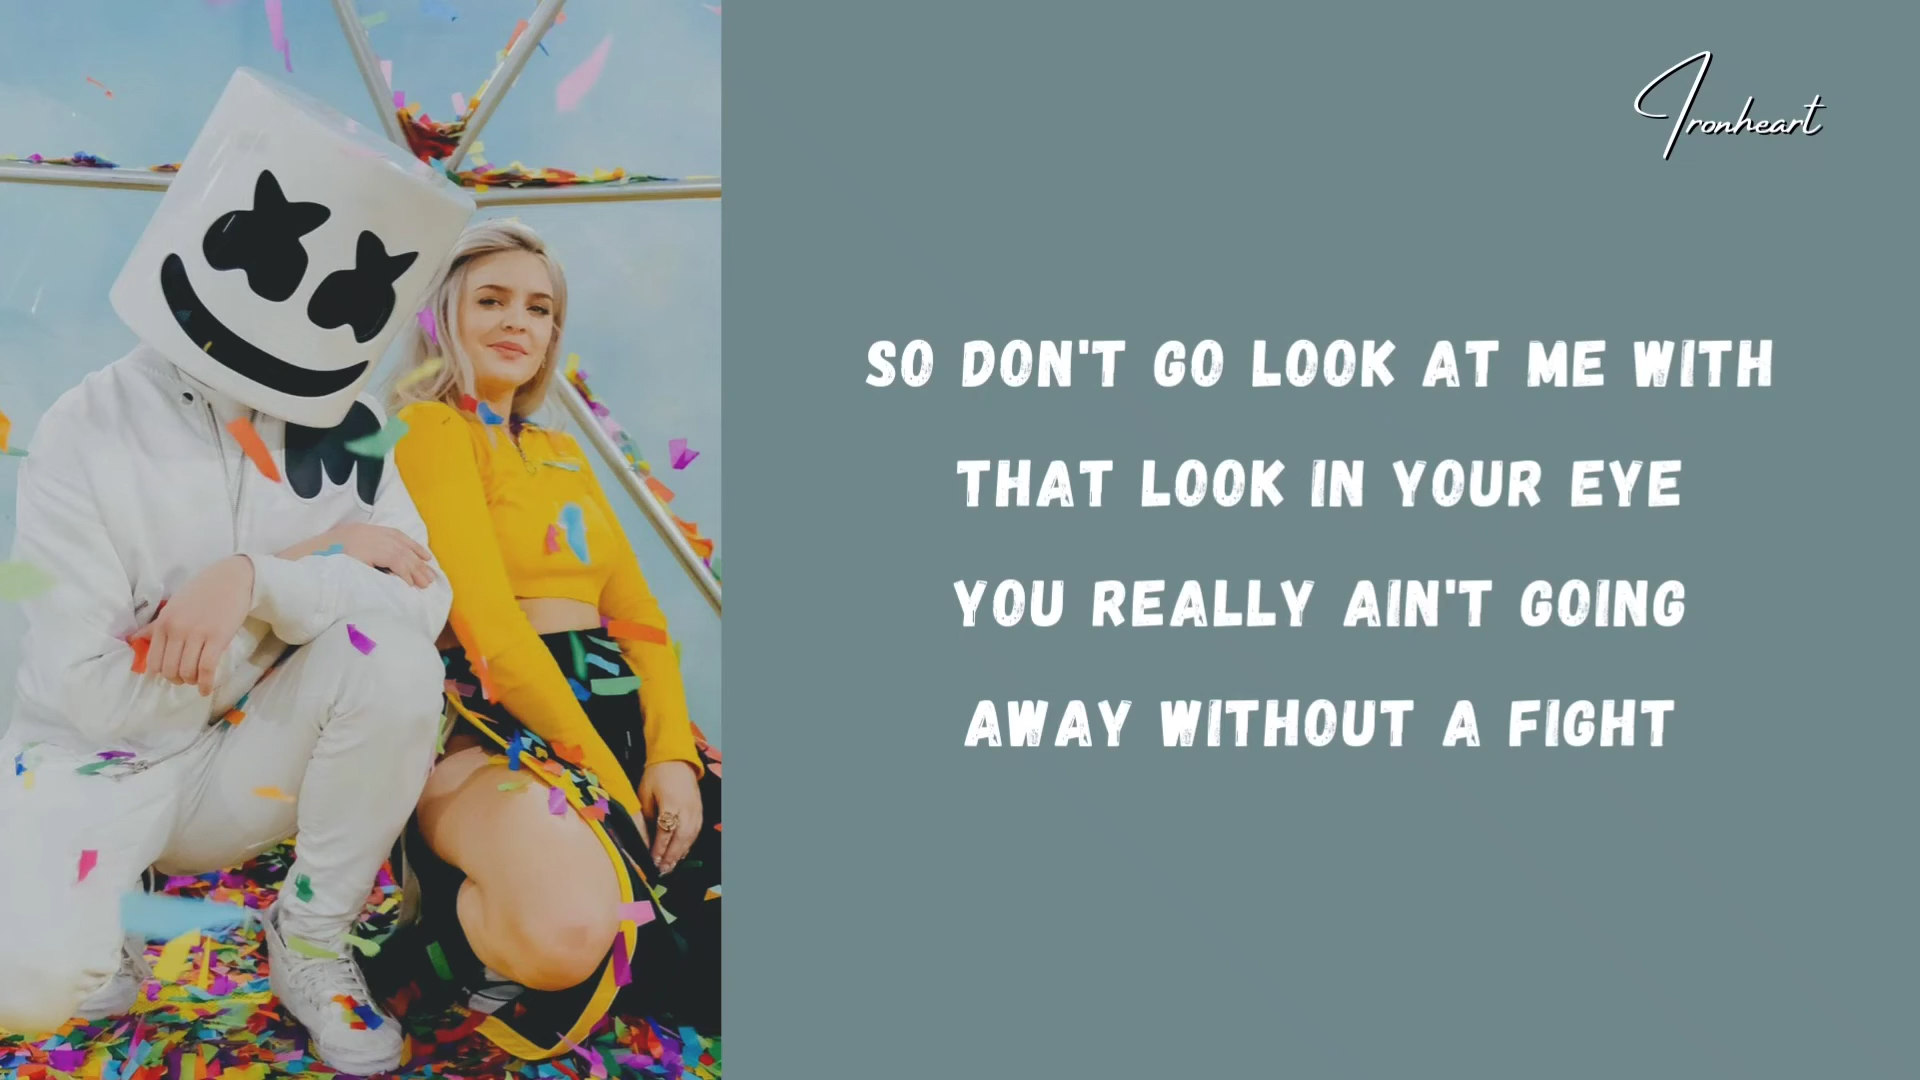 Ironheart
SO DON'T GO LOOK AT ME WITH
THAT LOOK IN YOUR EYE
YOU REALLY AIN'T GOING
AWAY WITHOUT A FIGHT